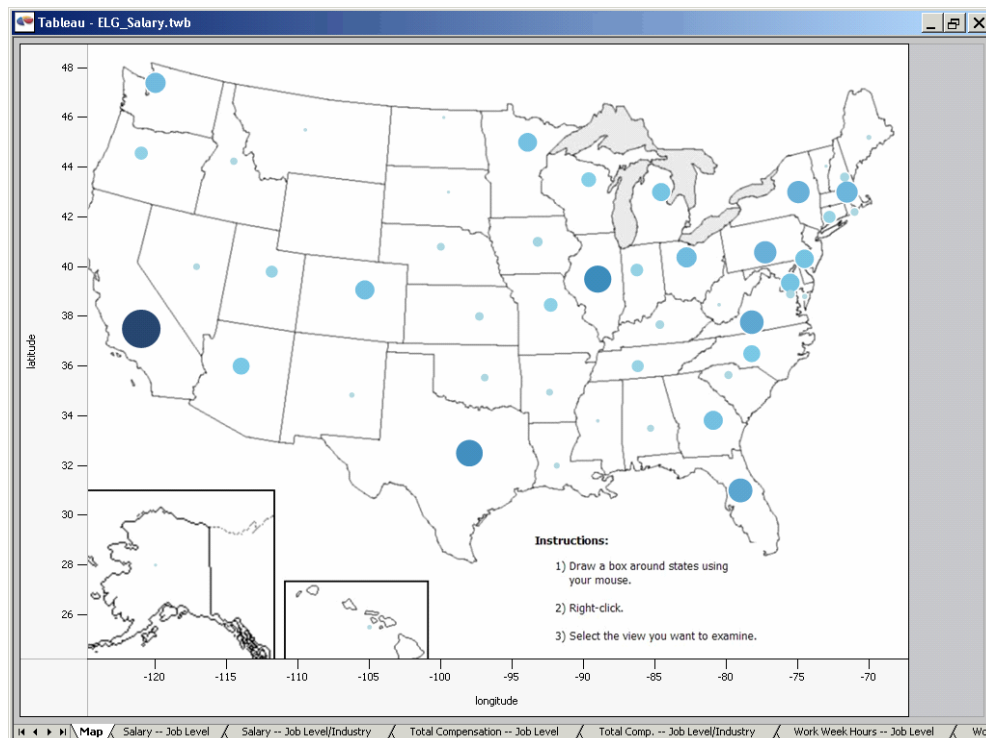 Tableau - ELG_Salary.twb
48
46
44
42
40
38
36
34
32
30
28
26
latitude
Instructions:
1) Draw a box around states using
your mouse.
2) Right-click.
3) Select the view you want to examine.
-120 -115 -110 -105 -100 -95 -90 -85 -80 -75 -70
longitude
Map Salary -- Job Level Salary -- Job Level/Industry Total Compensation -- Job Level Total Comp. -- Job Level/Industry Work Week Hours -- Job Level Wo